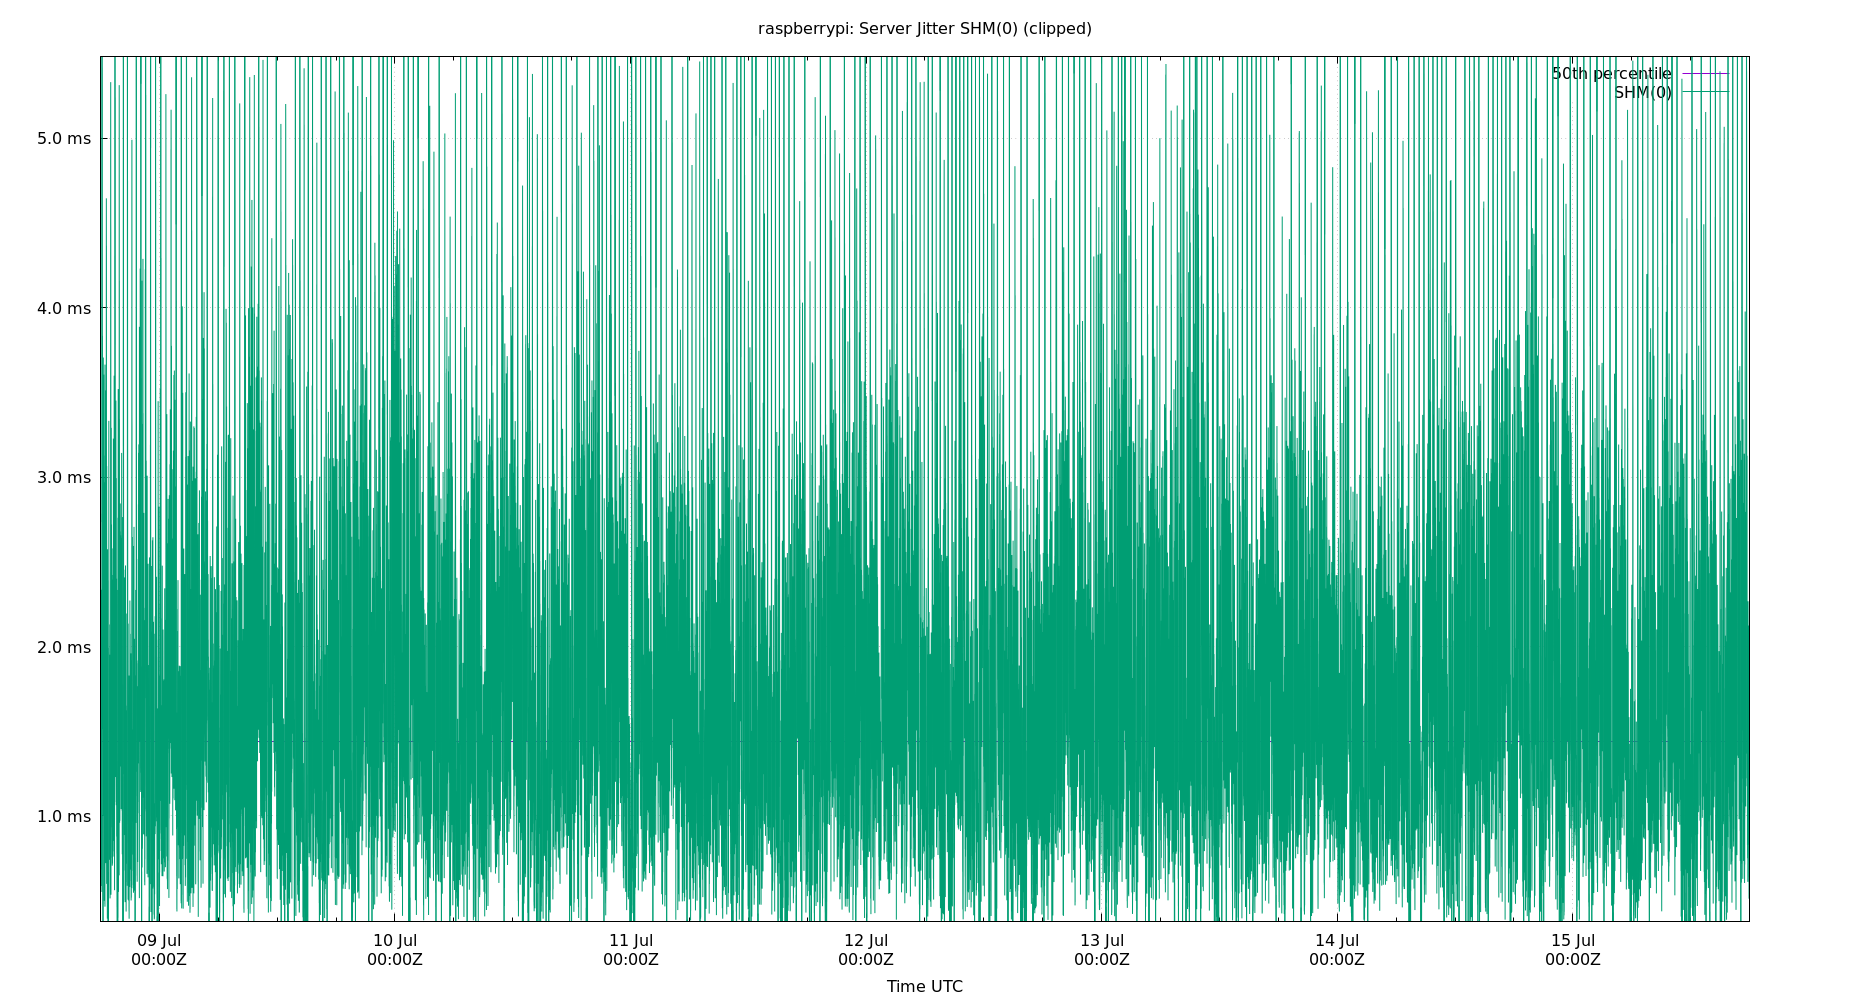 raspberrypi: Server Jitter SHM(0) (clipped)
50th percentile
SHM(0)
5.0 ms
4.0 ms
3.0 ms
2.0 ms
1.0 ms
09 Jul 10 Jul 11 Jul 12 Jul 13 Jul 14 Jul 15 Jul
00:00Z 00:00Z 00:00Z 00:00Z 00:00Z 00:00Z 00:00Z
Time UTC